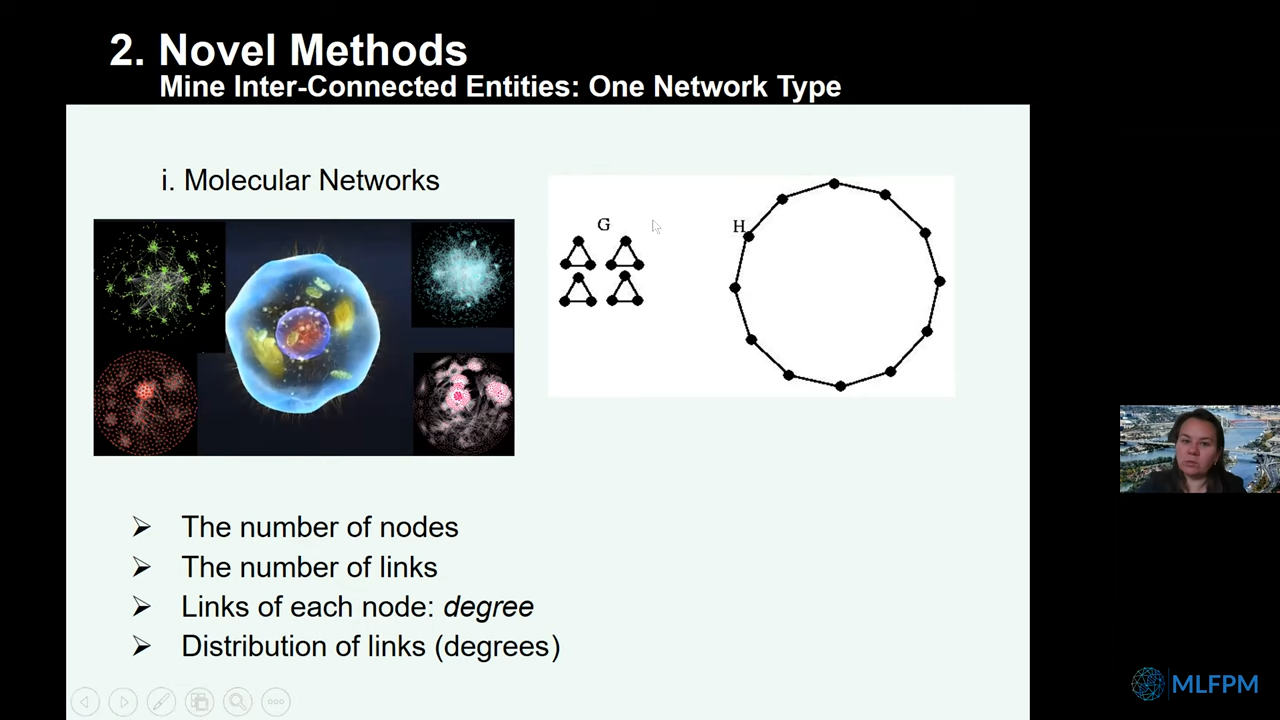 2. Novel Methods
Mine Inter-Connected Entities: One Network Type
i. Molecular Networks
G
H
The number of nodes
The number of links
Links of each node: degree
Distribution of links (degrees)
MLFPM